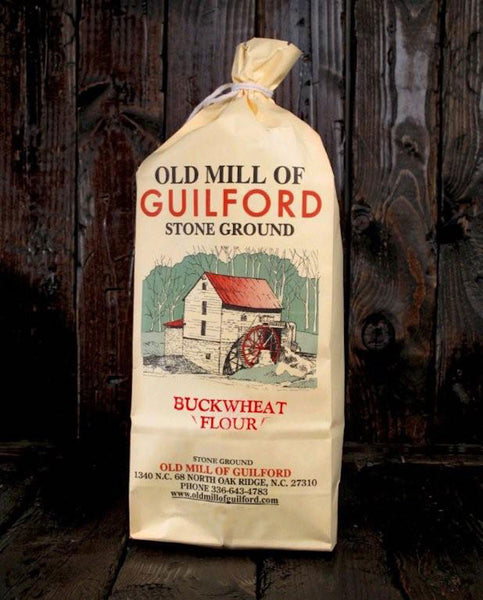 OLD MILL OF
GUILFORD
STONE GROUND
BUCKWHEAT
FLOUR
STONE GROUND
OLD MILL OF GUILFORD
1340 N.C. 68 NORTH OAK RIDGE, N.C. 27310
PHONE 336-643-4783
www.oldmillofguilford.com